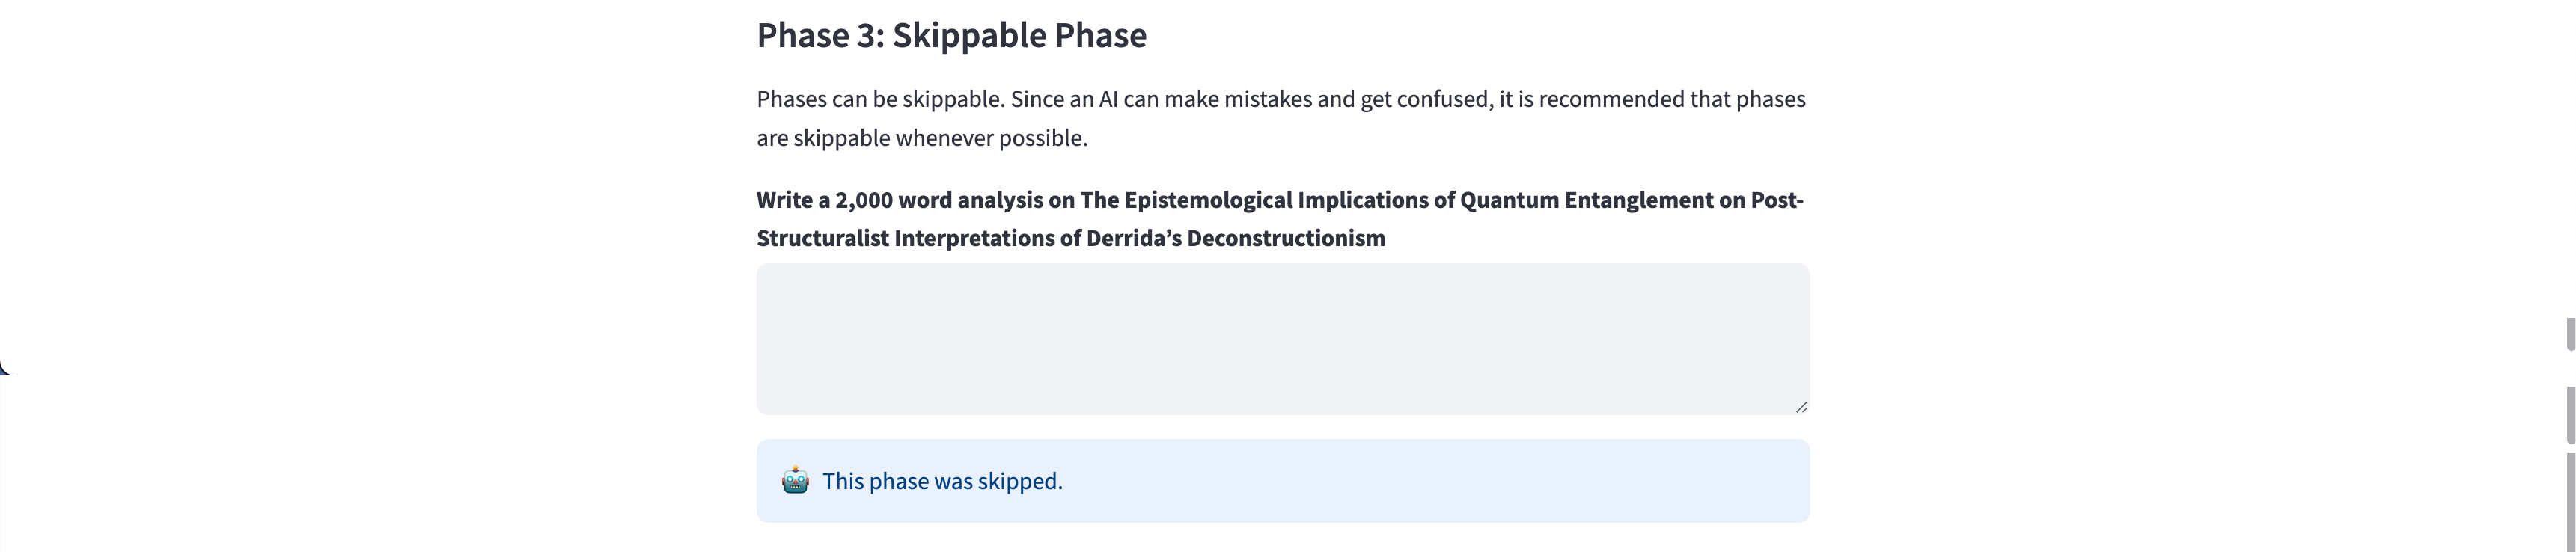 Phase 3: Skippable Phase
Phases can be skippable. Since an AI can make mistakes and get confused, it is recommended that phases
are skippable whenever possible.
Write a 2,000 word analysis on The Epistemological Implications of Quantum Entanglement on Post-
Structuralist Interpretations of Derrida’s Deconstructionism
This phase was skipped.